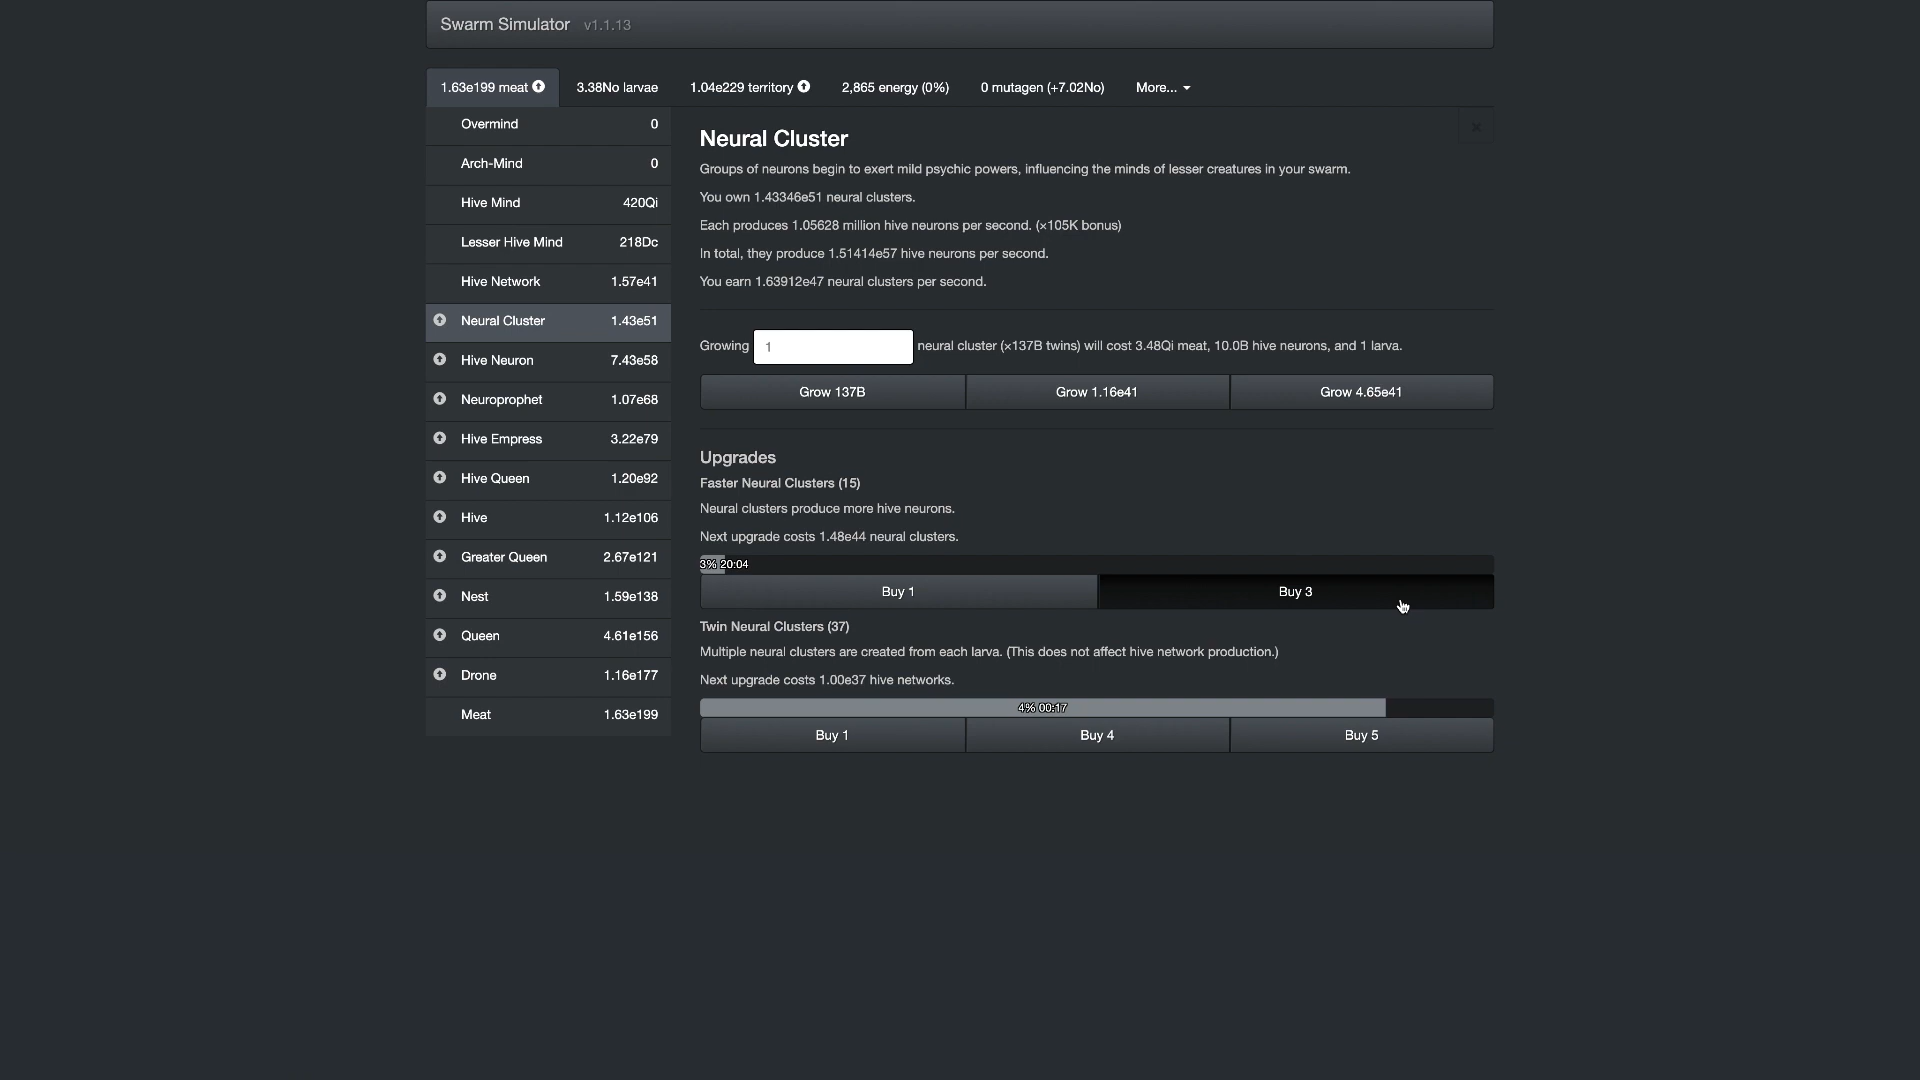 Swarm Simulator v1.1.13
1.63e199 meat 3.38No larvae 1.04e229 territory 2,865 energy (0%) 0 mutagen (+7.02No) More...
Overmind 0
Arch-Mind 0
Hive Mind 420Qi
Lesser Hive Mind 218Dc
Hive Network 1.57e41
Neural Cluster 1.43e51
Hive Neuron 7.43e58
Neuroprophet 1.07e68
Hive Empress 3.22e79
Hive Queen 1.20e92
Hive 1.12e106
Greater Queen 2.67e121
Nest 1.59e138
Queen 4.61e156
Drone 1.16e177
Meat 1.63e199
Neural Cluster
Groups of neurons begin to exert mild psychic powers, influencing the minds of lesser creatures in your swarm.
You own 1.43346e51 neural clusters.
Each produces 1.05628 million hive neurons per second. (×105K bonus)
In total, they produce 1.51414e57 hive neurons per second.
You earn 1.63912e47 neural clusters per second.
Growing 1 neural cluster (×137B twins) will cost 3.48Qi meat, 10.0B hive neurons, and 1 larva.
Grow 137B Grow 1.16e41 Grow 4.65e41
Upgrades
Faster Neural Clusters (15)
Neural clusters produce more hive neurons.
Next upgrade costs 1.48e44 neural clusters.
3% 20:04
Buy 1 Buy 3
Twin Neural Clusters (37)
Multiple neural clusters are created from each larva. (This does not affect hive network production.)
Next upgrade costs 1.00e37 hive networks.
4% 00:17
Buy 1 Buy 4 Buy 5